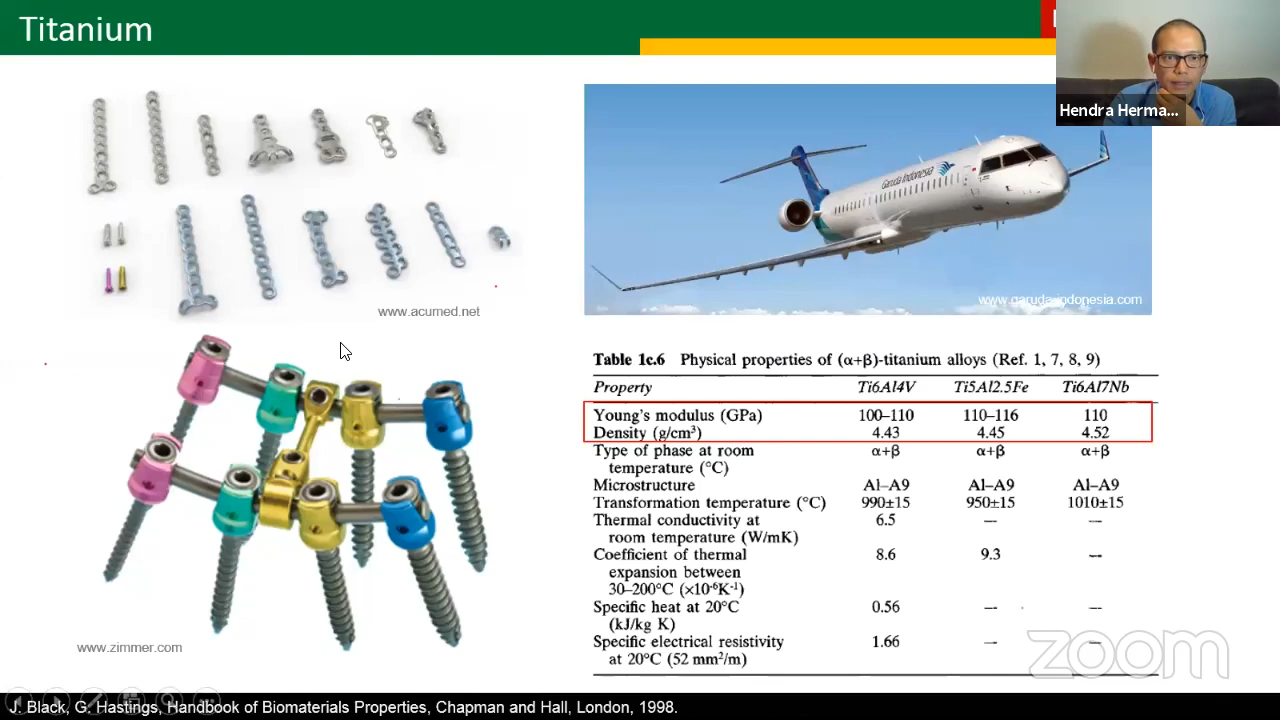 Titanium
Hendra Herma...
www.acumed.net
Garuda Indonesia
www.garuda-indonesia.com
www.zimmer.com
Table 1c.6 Physical properties of (α+β)-titanium alloys (Ref. 1, 7, 8, 9)
Property Ti6Al4V Ti5Al2.5Fe Ti6Al7Nb
Young's modulus (GPa) 100–110 110–116 110
Density (g/cm³) 4.43 4.45 4.52
Type of phase at room α+β α+β α+β
temperature (°C)
Microstructure Al–A9 Al–A9 Al–A9
Transformation temperature (°C) 990±15 950±15 1010±15
Thermal conductivity at 6.5 — —
room temperature (W/mK)
Coefficient of thermal 8.6 9.3 —
expansion between
30–200°C (×10⁻⁶K⁻¹)
Specific heat at 20°C 0.56 — —
(kJ/kg K)
Specific electrical resistivity 1.66 — —
at 20°C (52 mm²/m)
zoom
J. Black, G. Hastings, Handbook of Biomaterials Properties, Chapman and Hall, London, 1998.